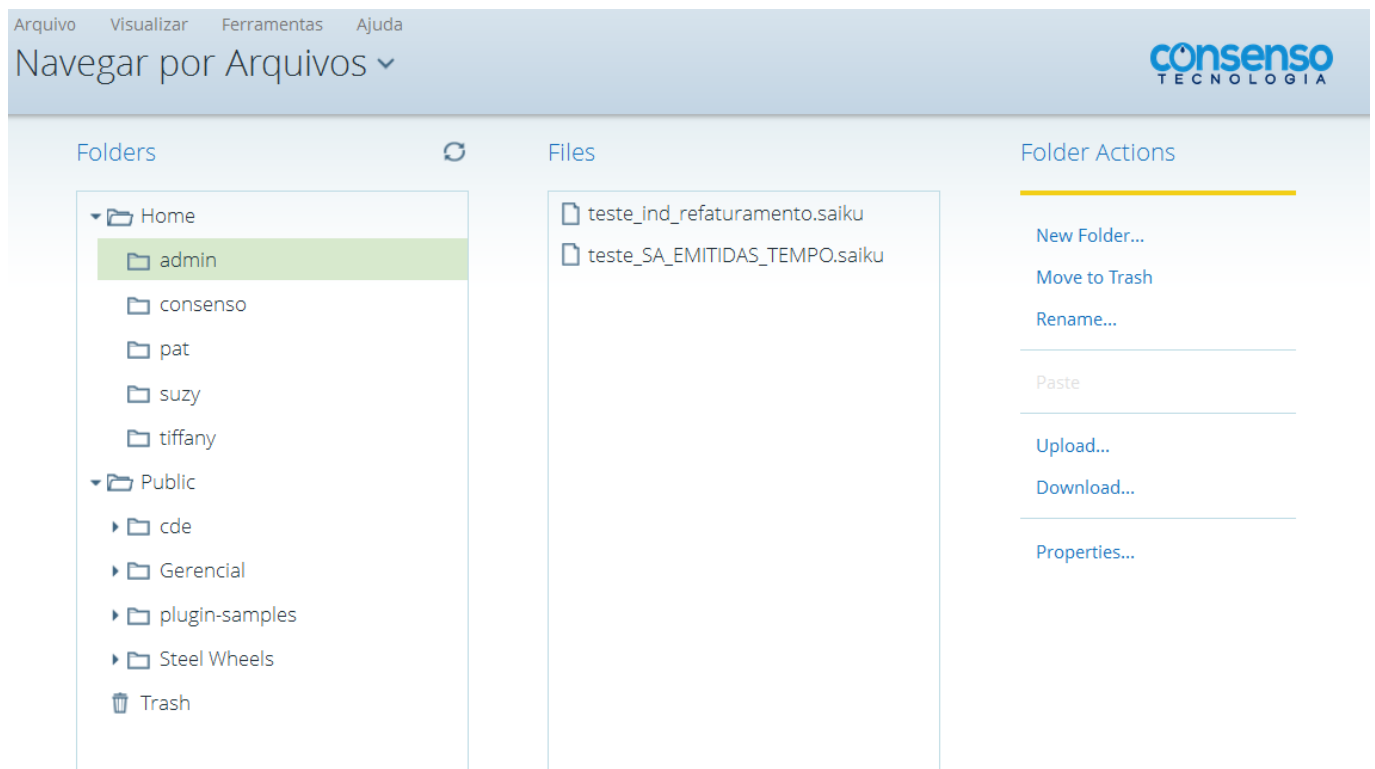 Arquivo Visualizar Ferramentas Ajuda
Navegar por Arquivos
consenso
TECNOLOGIA
Folders
Home
admin
consenso
pat
suzy
tiffany
Public
cde
Gerencial
plugin-samples
Steel Wheels
Trash
Files
teste_ind_refaturamento.saiku
teste_SA_EMITIDAS_TEMPO.saiku
Folder Actions
New Folder...
Move to Trash
Rename...
Paste
Upload...
Download...
Properties...